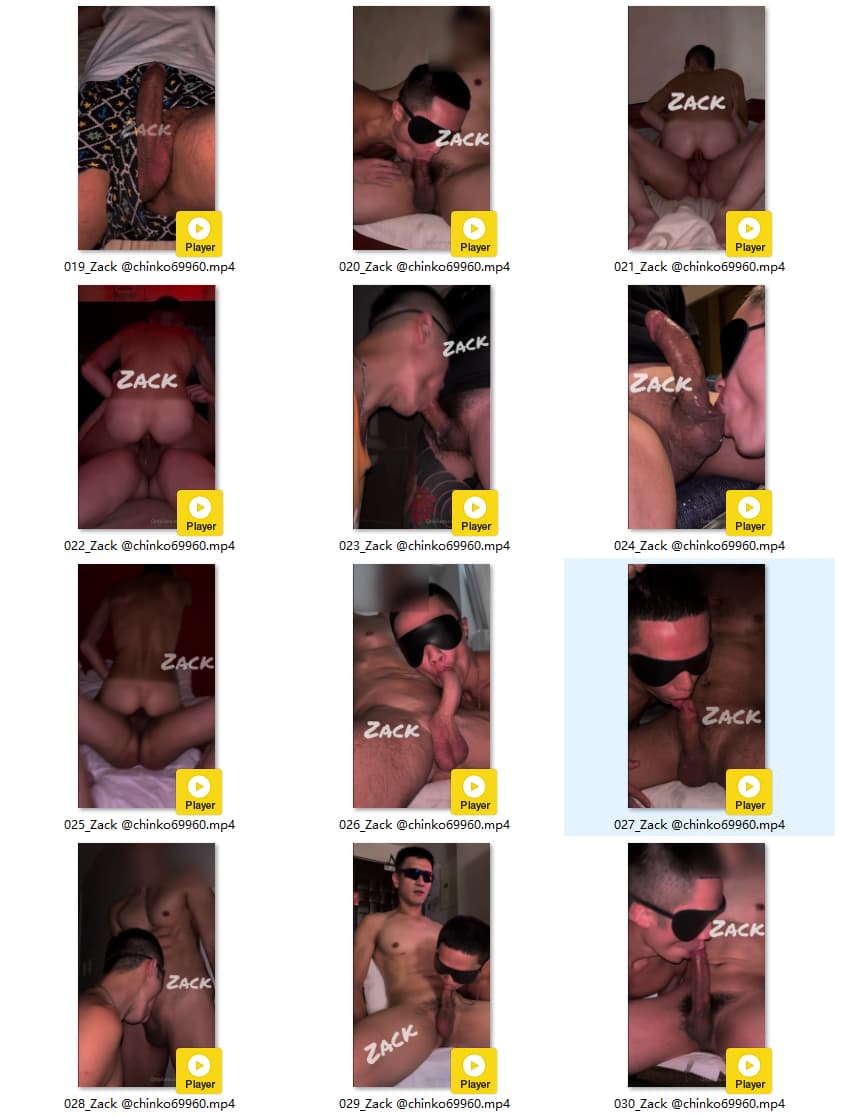 ZACK
Player
019_Zack @chinko69960.mp4
ZACK
Player
020_Zack @chinko69960.mp4
ZACK
Player
021_Zack @chinko69960.mp4
ZACK
Player
022_Zack @chinko69960.mp4
ZACK
Player
023_Zack @chinko69960.mp4
ZACK
Player
024_Zack @chinko69960.mp4
ZACK
Player
025_Zack @chinko69960.mp4
ZACK
Player
026_Zack @chinko69960.mp4
ZACK
Player
027_Zack @chinko69960.mp4
ZACK
Player
028_Zack @chinko69960.mp4
ZACK
Player
029_Zack @chinko69960.mp4
ZACK
Player
030_Zack @chinko69960.mp4